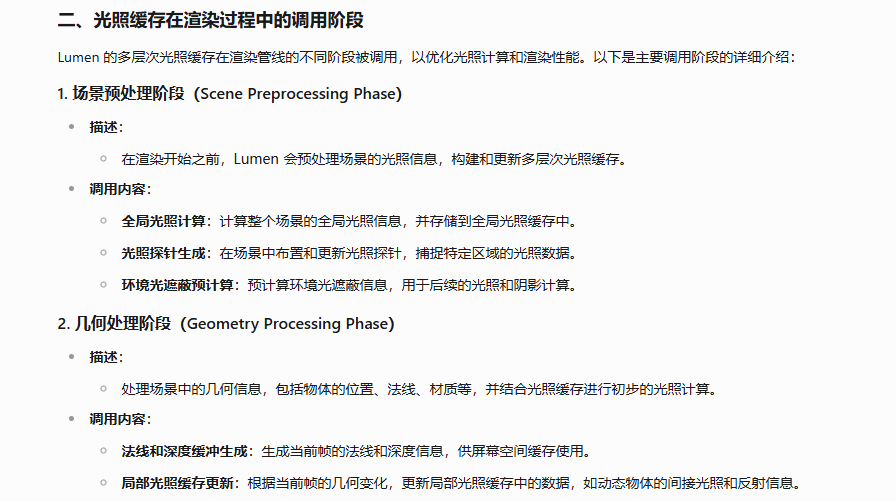 二、光照缓存在渲染过程中的调用阶段
Lumen 的多层次光照缓存在渲染管线的不同阶段被调用，以优化光照计算和渲染性能。以下是主要调用阶段的详细介绍：
1. 场景预处理阶段（Scene Preprocessing Phase）
描述：
在渲染开始之前，Lumen 会预处理场景的光照信息，构建和更新多层次光照缓存。
调用内容：
全局光照计算：计算整个场景的全局光照信息，并存储到全局光照缓存中。
光照探针生成：在场景中布置和更新光照探针，捕捉特定区域的光照数据。
环境光遮蔽预计算：预计算环境光遮蔽信息，用于后续的光照和阴影计算。
2. 几何处理阶段（Geometry Processing Phase）
描述：
处理场景中的几何信息，包括物体的位置、法线、材质等，并结合光照缓存进行初步的光照计算。
调用内容：
法线和深度缓冲生成：生成当前帧的法线和深度信息，供屏幕空间缓存使用。
局部光照缓存更新：根据当前帧的几何变化，更新局部光照缓存中的数据，如动态物体的间接光照和反射信息。